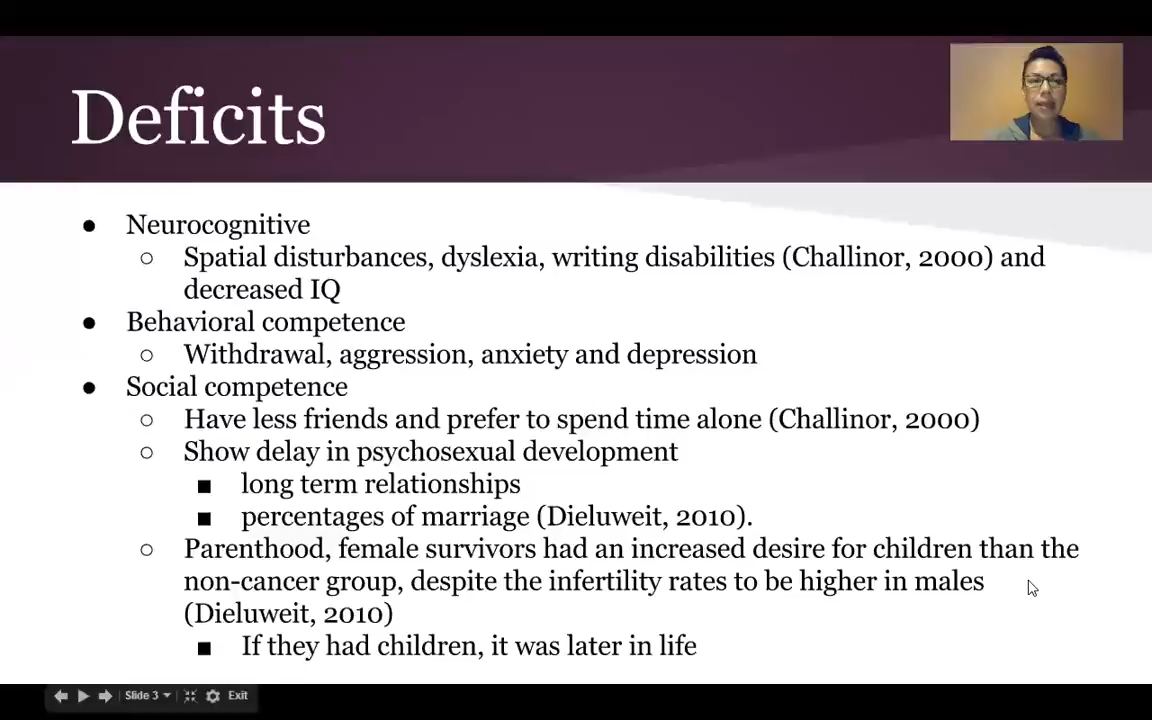 Deficits
● Neurocognitive
○ Spatial disturbances, dyslexia, writing disabilities (Challinor, 2000) and
decreased IQ
● Behavioral competence
○ Withdrawal, aggression, anxiety and depression
● Social competence
○ Have less friends and prefer to spend time alone (Challinor, 2000)
○ Show delay in psychosexual development
■ long term relationships
■ percentages of marriage (Dieluweit, 2010).
○ Parenthood, female survivors had an increased desire for children than the
non-cancer group, despite the infertility rates to be higher in males
(Dieluweit, 2010)
■ If they had children, it was later in life
Slide 3 Exit